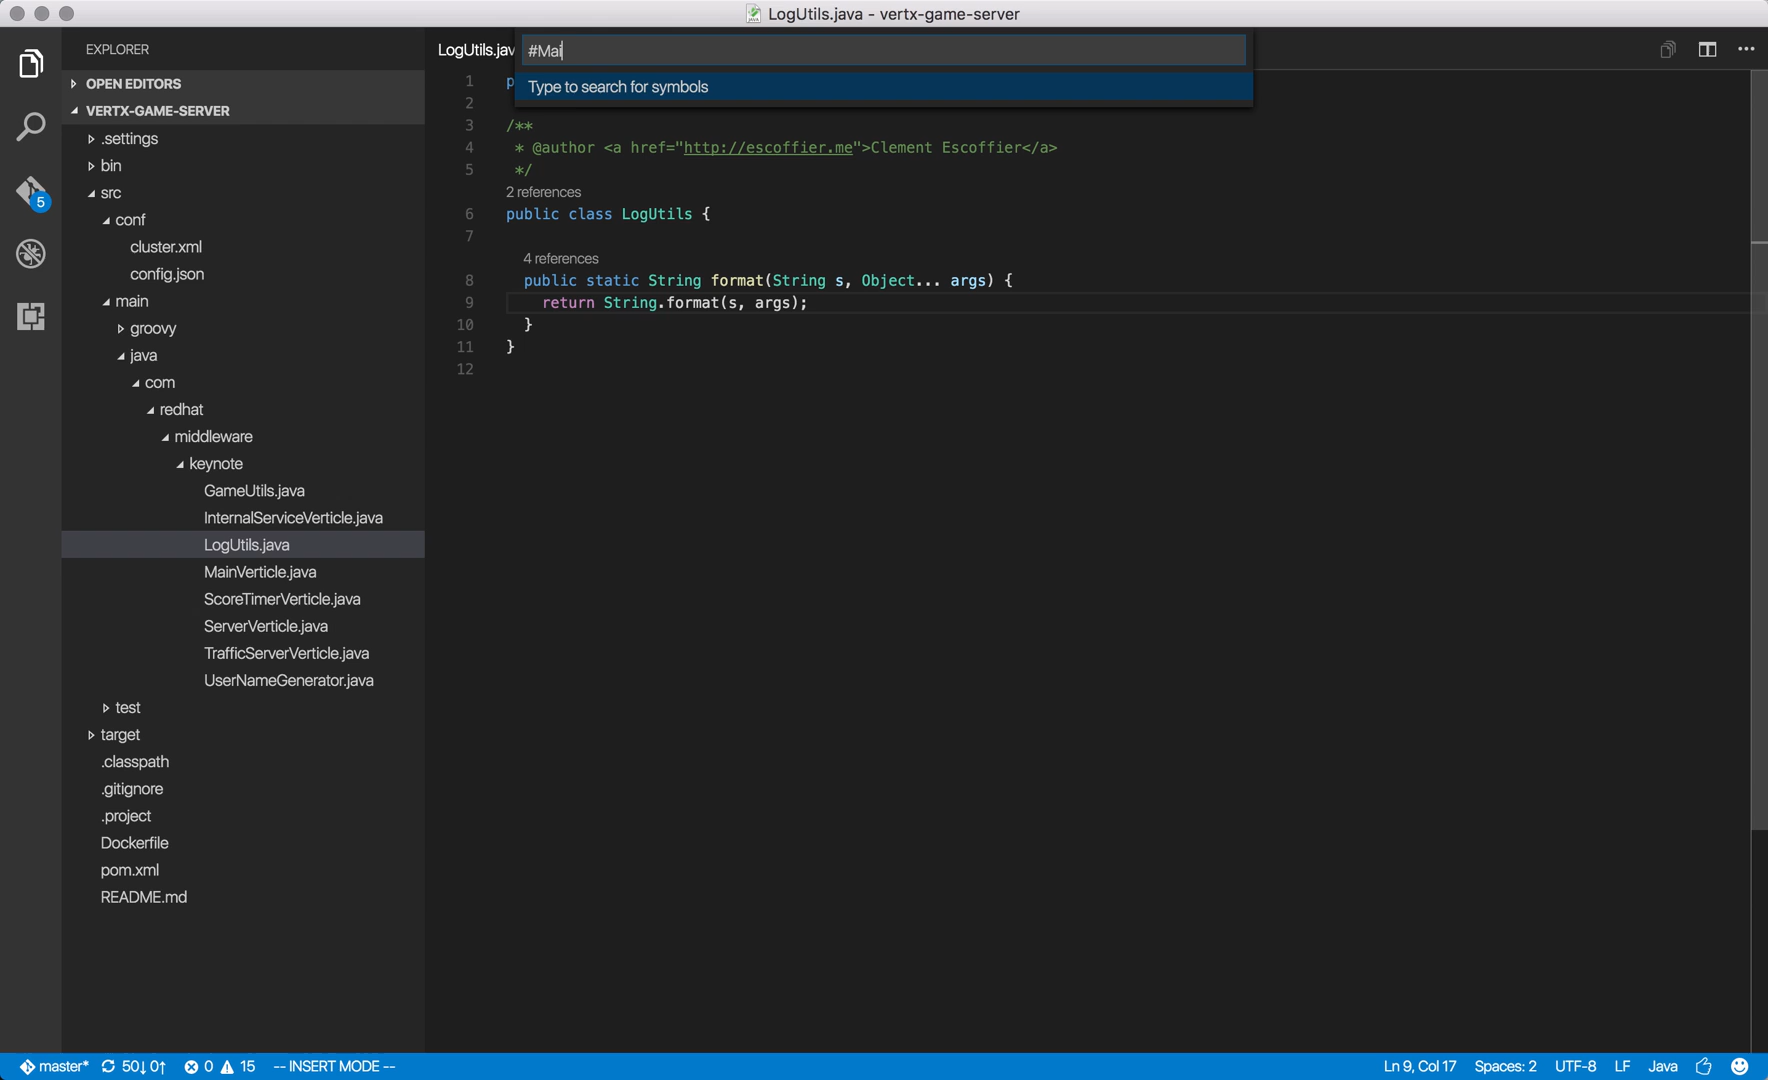 LogUtils.java - vertx-game-server
EXPLORER
OPEN EDITORS
VERTX-GAME-SERVER
.settings
bin
src
conf
cluster.xml
config.json
main
groovy
java
com
redhat
middleware
keynote
GameUtils.java
InternalServiceVerticle.java
LogUtils.java
MainVerticle.java
ScoreTimerVerticle.java
ServerVerticle.java
TrafficServerVerticle.java
UserNameGenerator.java
test
target
.classpath
.gitignore
.project
Dockerfile
pom.xml
README.md
5
LogUtils.jav
#Mai
Type to search for symbols
1 p
2
3 /**
4 * @author <a href="http://escoffier.me">Clement Escoffier</a>
5 */
2 references
6 public class LogUtils {
7
4 references
8 public static String format(String s, Object... args) {
9 return String.format(s, args);
10 }
11 }
12
master* 50↓ 0↑ 0 15 -- INSERT MODE -- Ln 9, Col 17 Spaces: 2 UTF-8 LF Java